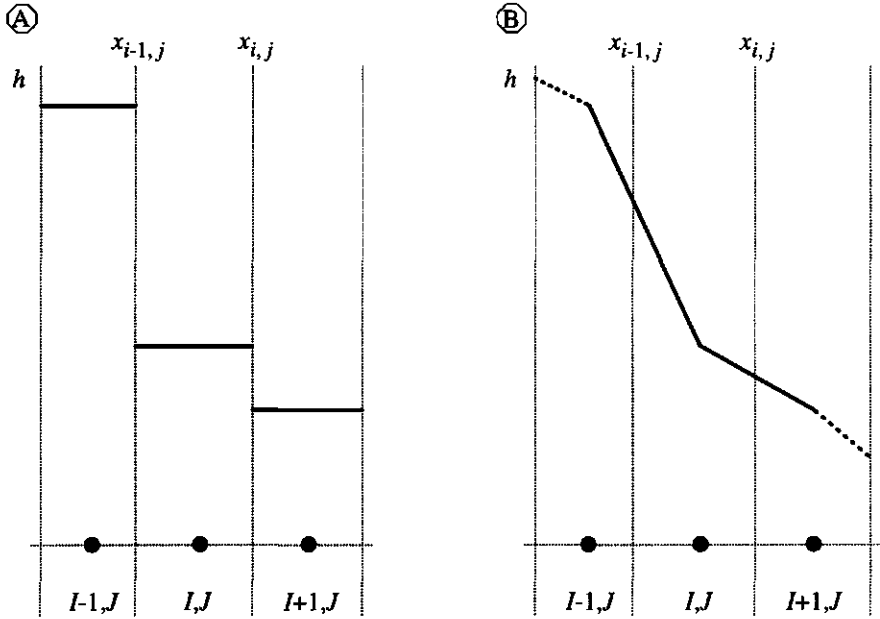 A B
x_{i-1,j} x_{i,j} x_{i-1,j} x_{i,j}
h h
I-1,J I,J I+1,J I-1,J I,J I+1,J